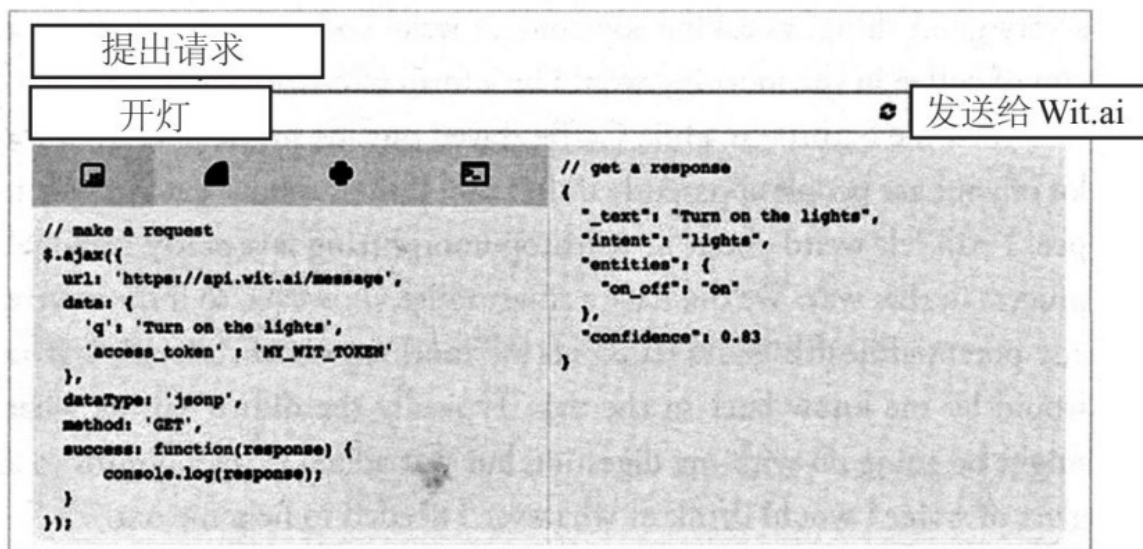 提出请求
开灯
发送给 Wit.ai
// make a request
$.ajax({
  url: 'https://api.wit.ai/message',
  data: {
    'q': 'Turn on the lights',
    'access_token' : 'MY_WIT_TOKEN'
  },
  dataType: 'jsonp',
  method: 'GET',
  success: function(response) {
      console.log(response);
  }
});
// get a response
{
  "_text": "Turn on the lights",
  "intent": "lights",
  "entities": {
    "on_off": "on"
  },
  "confidence": 0.83
}